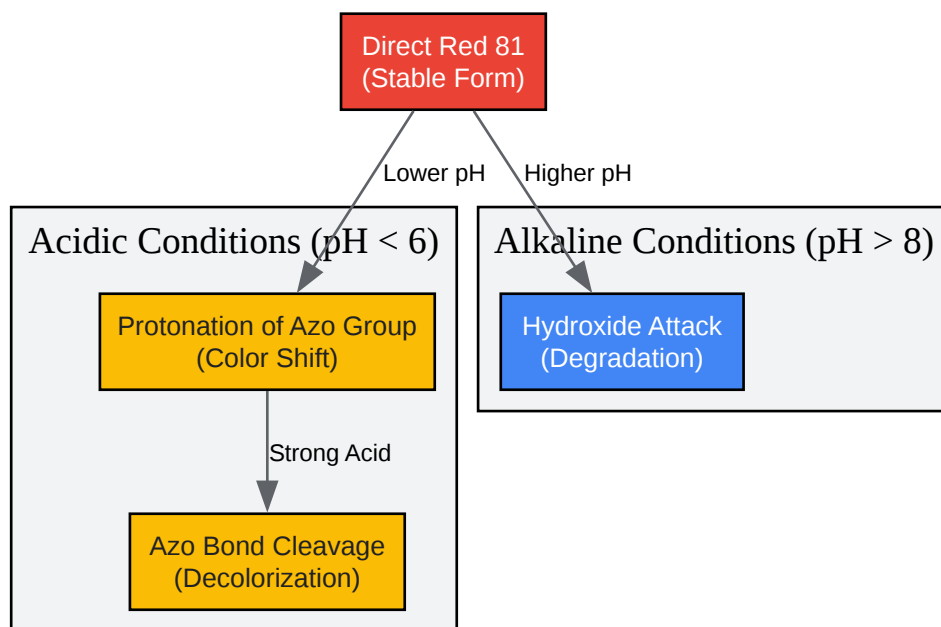 Direct Red 81
(Stable Form)
Lower pH
Higher pH
Acidic Conditions (pH < 6)
Alkaline Conditions (pH > 8)
Protonation of Azo Group
(Color Shift)
Hydroxide Attack
(Degradation)
Strong Acid
Azo Bond Cleavage
(Decolorization)